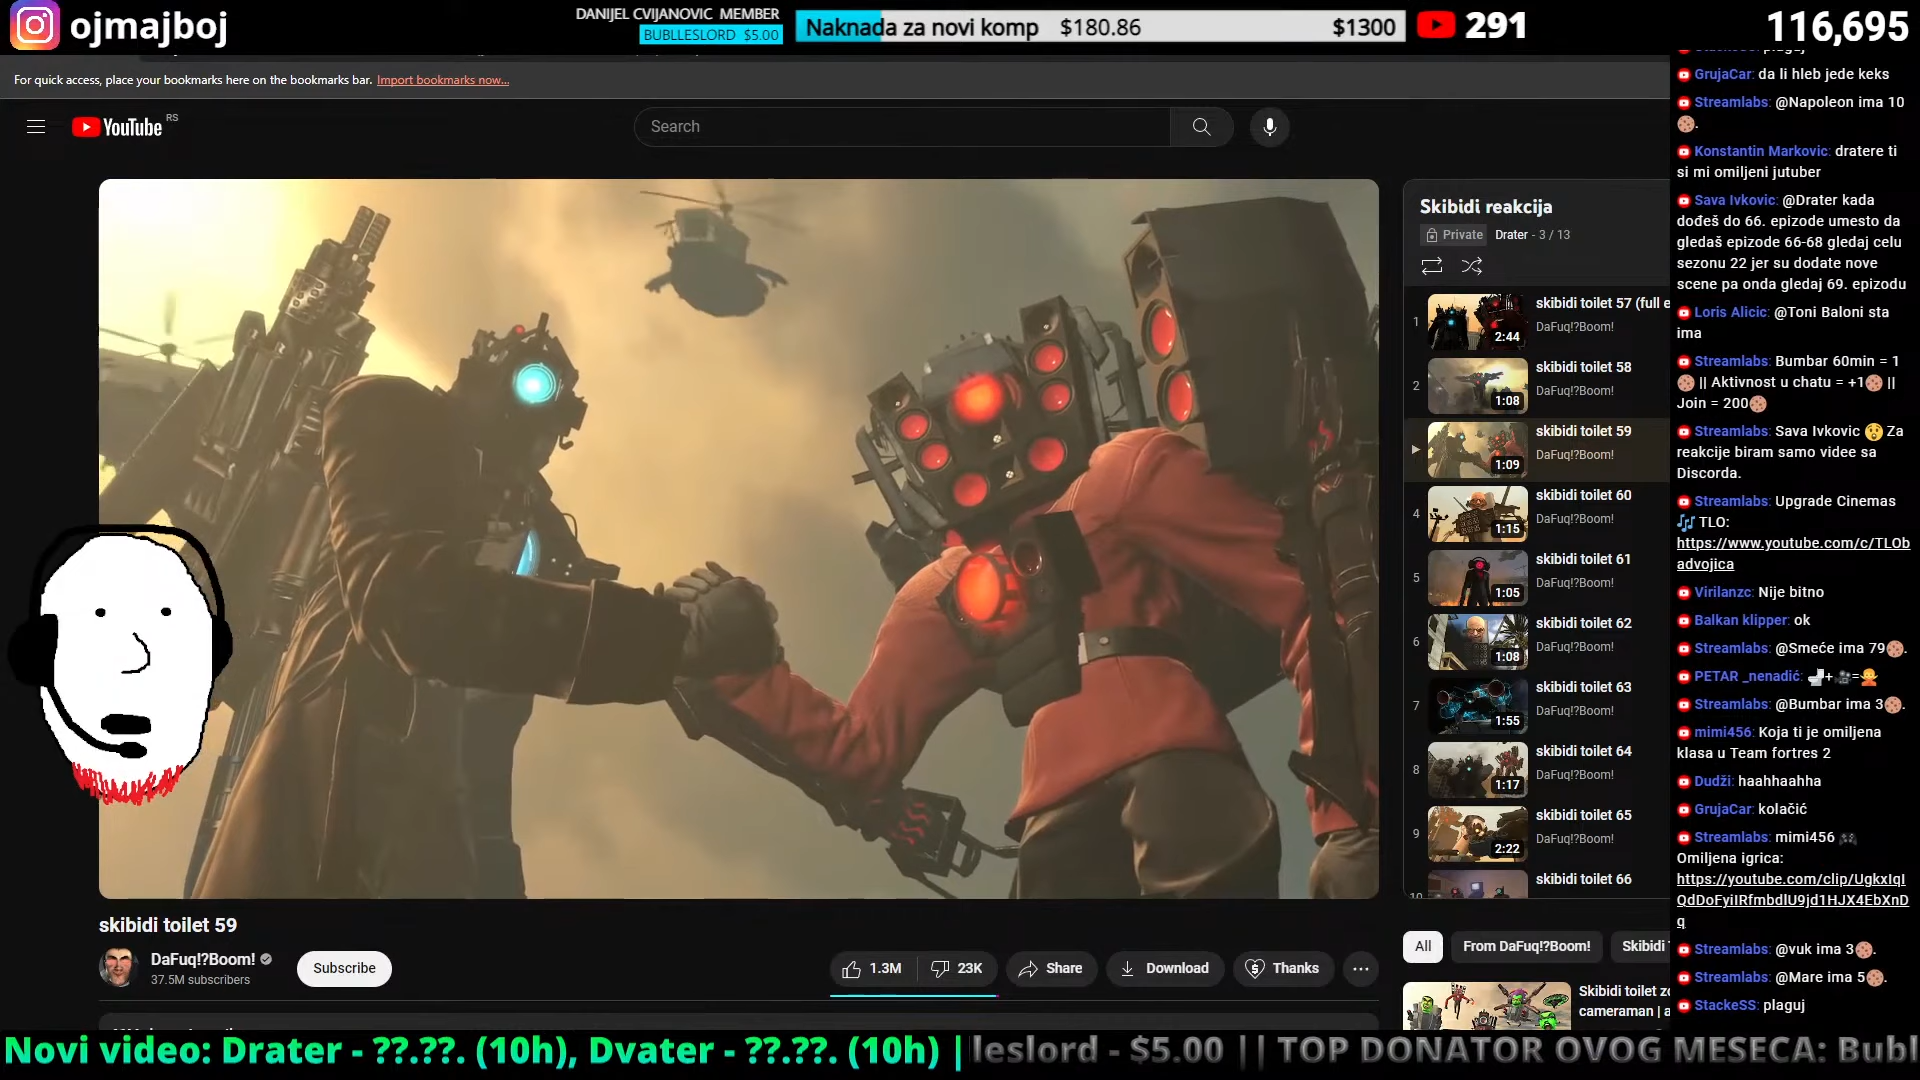 ojmajboj
DANIJEL CVIJANOVIC MEMBER
BUBLLESLORD $5.00
Naknada za novi komp $180.86 $1300
291
116,695
For quick access, place your bookmarks here on the bookmarks bar. Import bookmarks now...
YouTube RS
Search
Skibidi reakcija
Private Drater - 3 / 13
1
skibidi toilet 57 (full e
DaFuq!?Boom!
2:44
2
skibidi toilet 58
DaFuq!?Boom!
1:08
skibidi toilet 59
DaFuq!?Boom!
1:09
4
skibidi toilet 60
DaFuq!?Boom!
1:15
5
skibidi toilet 61
DaFuq!?Boom!
1:05
6
skibidi toilet 62
DaFuq!?Boom!
1:08
7
skibidi toilet 63
DaFuq!?Boom!
1:55
8
skibidi toilet 64
DaFuq!?Boom!
1:17
9
skibidi toilet 65
DaFuq!?Boom!
2:22
10
skibidi toilet 66
skibidi toilet 59
DaFuq!?Boom!
37.5M subscribers
Subscribe
1.3M
23K
Share
Download
Thanks
All
From DaFuq!?Boom!
Skibidi
Skibidi toilet zo
cameraman | a
StackeSS: plaguj
GrujaCar: da li hleb jede keks
Streamlabs: @Napoleon ima 10
🍪.
Konstantin Markovic: dratere ti
si mi omiljeni jutuber
Sava Ivkovic: @Drater kada
dođeš do 66. epizode umesto da
gledaš epizode 66-68 gledaj celu
sezonu 22 jer su dodate nove
scene pa onda gledaj 69. epizodu
Loris Alicic: @Toni Baloni sta
ima
Streamlabs: Bumbar 60min = 1
🍪 || Aktivnost u chatu = +1🍪 ||
Join = 200🍪
Streamlabs: Sava Ivkovic 😲 Za
reakcije biram samo videe sa
Discorda.
Streamlabs: Upgrade Cinemas
🎶 TLO:
https://www.youtube.com/c/TLOb
advojica
Virilanzc: Nije bitno
Balkan klipper: ok
Streamlabs: @Smeće ima 79🍪.
PETAR _nenadić: 🚽+🎥=🙅
Streamlabs: @Bumbar ima 3🍪.
mimi456: Koja ti je omiljena
klasa u Team fortres 2
Dudži: haahhaahha
GrujaCar: kolačić
Streamlabs: mimi456 🎮
Omiljena igrica:
https://youtube.com/clip/UgkxIqI
QdDoFyiIRfmbdlU9jd1HJX4EbXnD
q
Streamlabs: @vuk ima 3🍪.
Streamlabs: @Mare ima 5🍪.
StackeSS: plaguj
Novi video: Drater - ??.??. (10h), Dvater - ??.??. (10h) | leslord - $5.00 || TOP DONATOR OVOG MESECA: Bubl